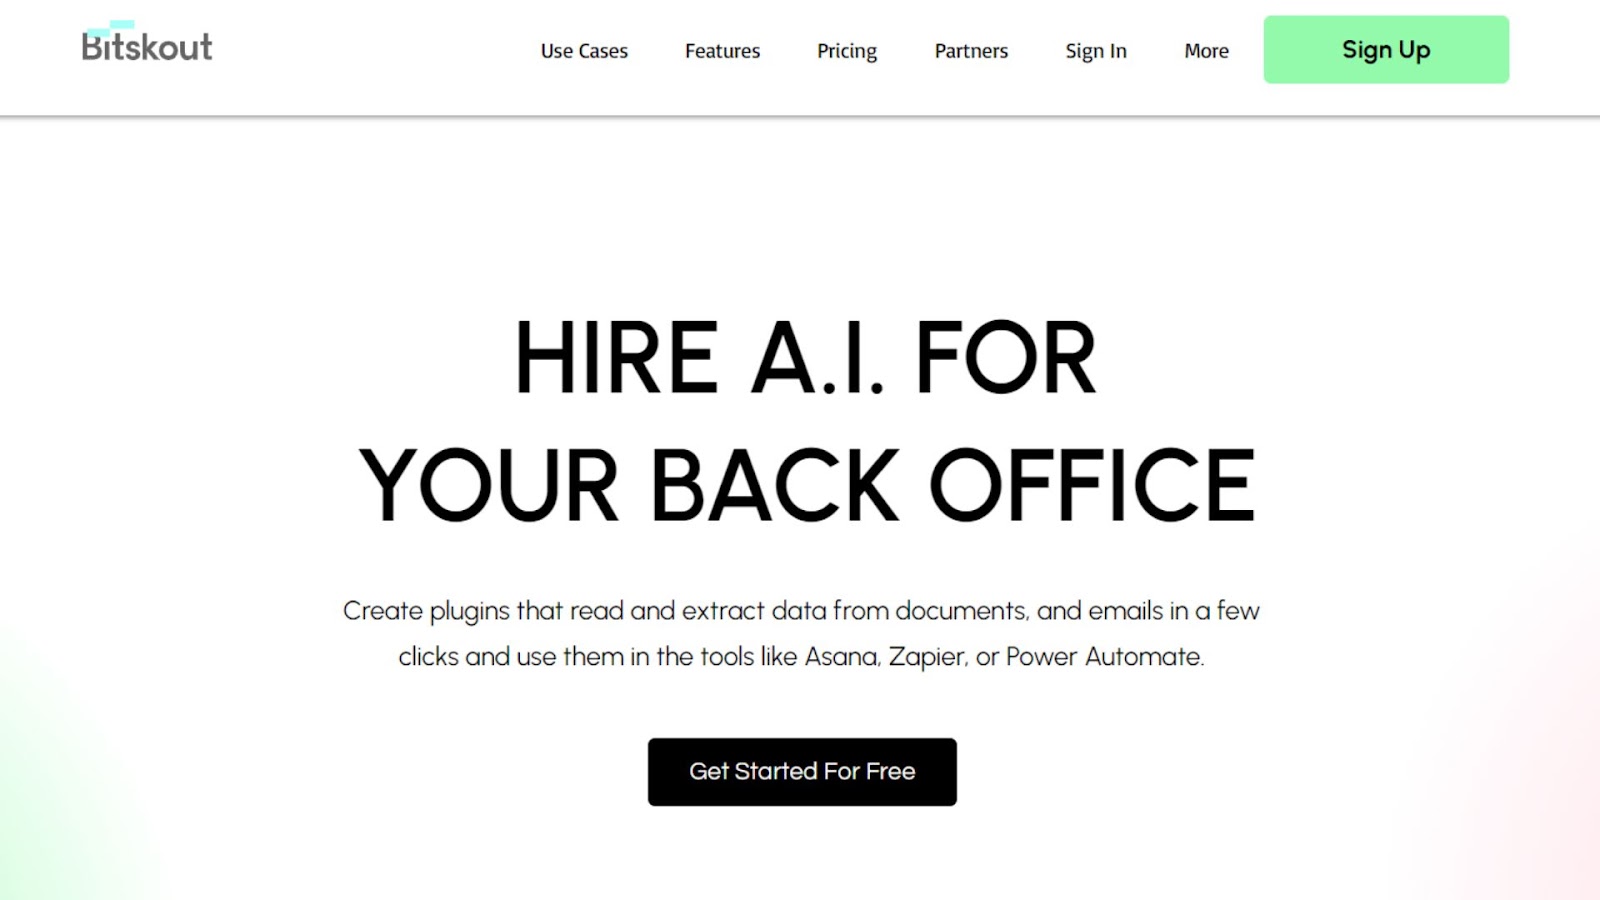 Bitskout
Use Cases
Features
Pricing
Partners
Sign In
More
Sign Up
HIRE A.I. FOR
YOUR BACK OFFICE
Create plugins that read and extract data from documents, and emails in a few
clicks and use them in the tools like Asana, Zapier, or Power Automate.
Get Started For Free